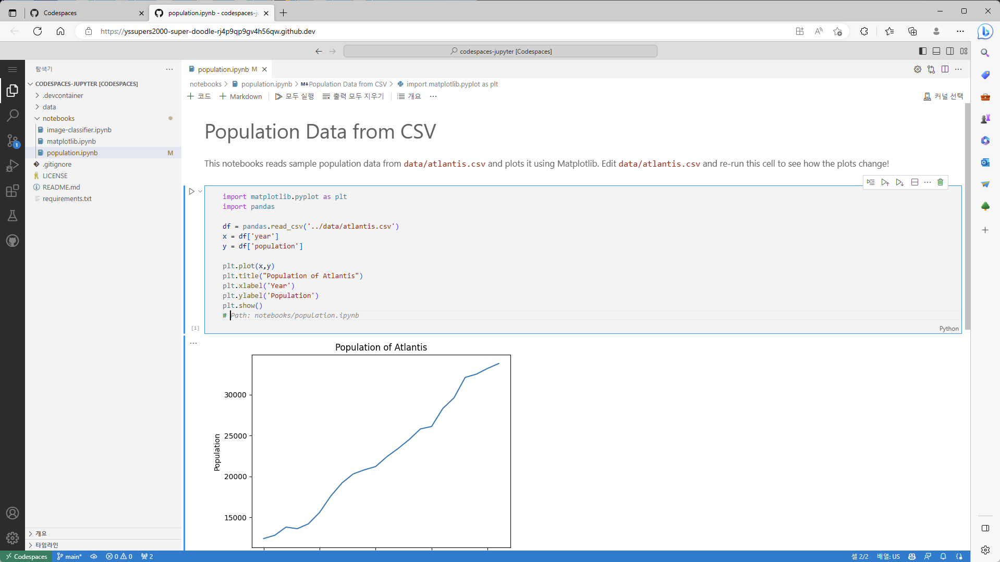 Codespaces
population.ipynb - codespaces-ju
https://yssupers2000-super-doodle-rj4p9qp9gv4h56qw.github.dev
codespaces-jupyter [Codespaces]
탐색기
CODESPACES-JUPYTER [CODESPACES]
.devcontainer
data
notebooks
image-classifier.ipynb
matplotlib.ipynb
population.ipynb M
.gitignore
LICENSE
README.md
requirements.txt
개요
타임라인
population.ipynb M
notebooks > population.ipynb > M↓Population Data from CSV > import matplotlib.pyplot as plt
+ 코드 + Markdown 모두 실행 출력 모두 지우기 개요 ...
커널 선택
Population Data from CSV
This notebooks reads sample population data from data/atlantis.csv and plots it using Matplotlib. Edit data/atlantis.csv and re-run this cell to see how the plots change!
import matplotlib.pyplot as plt
import pandas
df = pandas.read_csv('../data/atlantis.csv')
x = df['year']
y = df['population']
plt.plot(x,y)
plt.title("Population of Atlantis")
plt.xlabel('Year')
plt.ylabel('Population')
plt.show()
# Path: notebooks/population.ipynb
[1]
Python
Population of Atlantis
30000
25000
20000
15000
Population
Codespaces main* 0 0 2
셀 2/2 배열: US
1